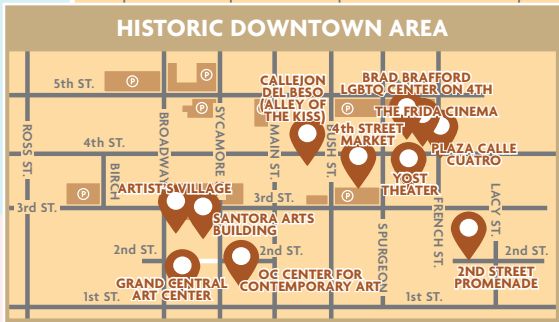 HISTORIC DOWNTOWN AREA
P
P
5th ST.
CALLEJON
DEL BESO
(ALLEY OF
THE KISS)
BRAD BRAFFORD
LGBTQ CENTER ON 4TH
P
P
THE FRIDA CINEMA
4TH STREET
MARKET
PLAZA CALLE
CUATRO
ROSS ST.
BROADWAY
SYCAMORE
MAIN ST.
4th ST.
BIRCH
YOST
THEATER
P
ARTIST'S VILLAGE
3rd ST.
P
3rd ST.
SANTORA ARTS
BUILDING
SPURGEON
FRENCH ST.
LACY ST.
2nd ST.
2nd ST.
2nd ST.
GRAND CENTRAL
ART CENTER
OC CENTER FOR
CONTEMPORARY ART
2ND STREET
PROMENADE
1st ST.
1st ST.